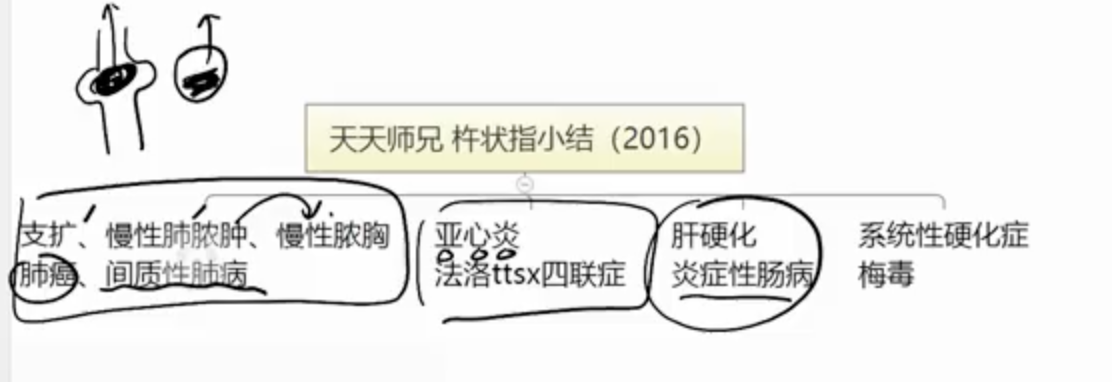 天天师兄 杵状指小结（2016）
支扩、慢性肺脓肿、慢性脓胸
肺癌、间质性肺病
亚心炎
法洛ttsx四联症
肝硬化
炎症性肠病
系统性硬化症
梅毒